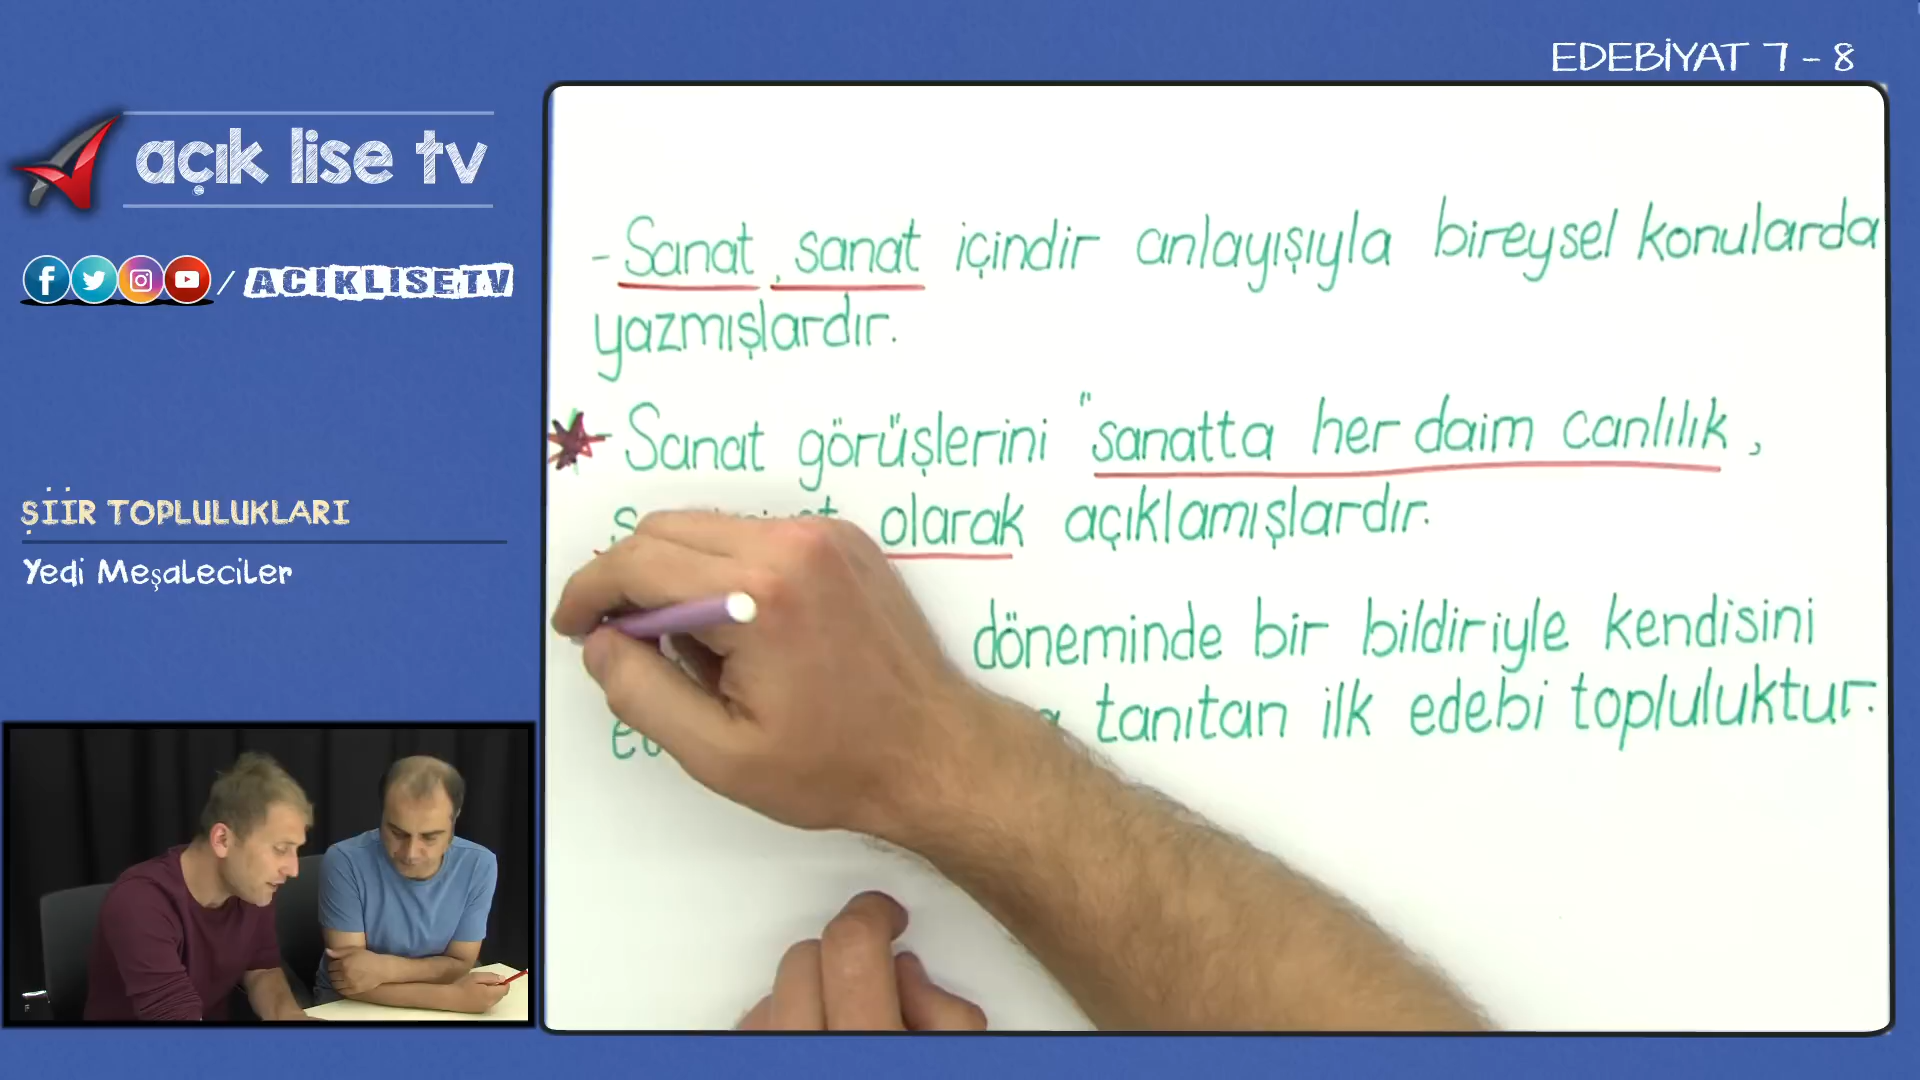 EDEBİYAT 7 - 8
açık lise tv
/ ACIKLISETV
ŞİİR TOPLULUKLARI
Yedi Meşaleciler
- Sanat, sanat içindir anlayışıyla bireysel konularda
yazmışlardır.
- Sanat görüşlerini "sanatta her daim canlılık,
olarak açıklamışlardır.
döneminde bir bildiriyle kendisini
tanıtan ilk edebi topluluktur.